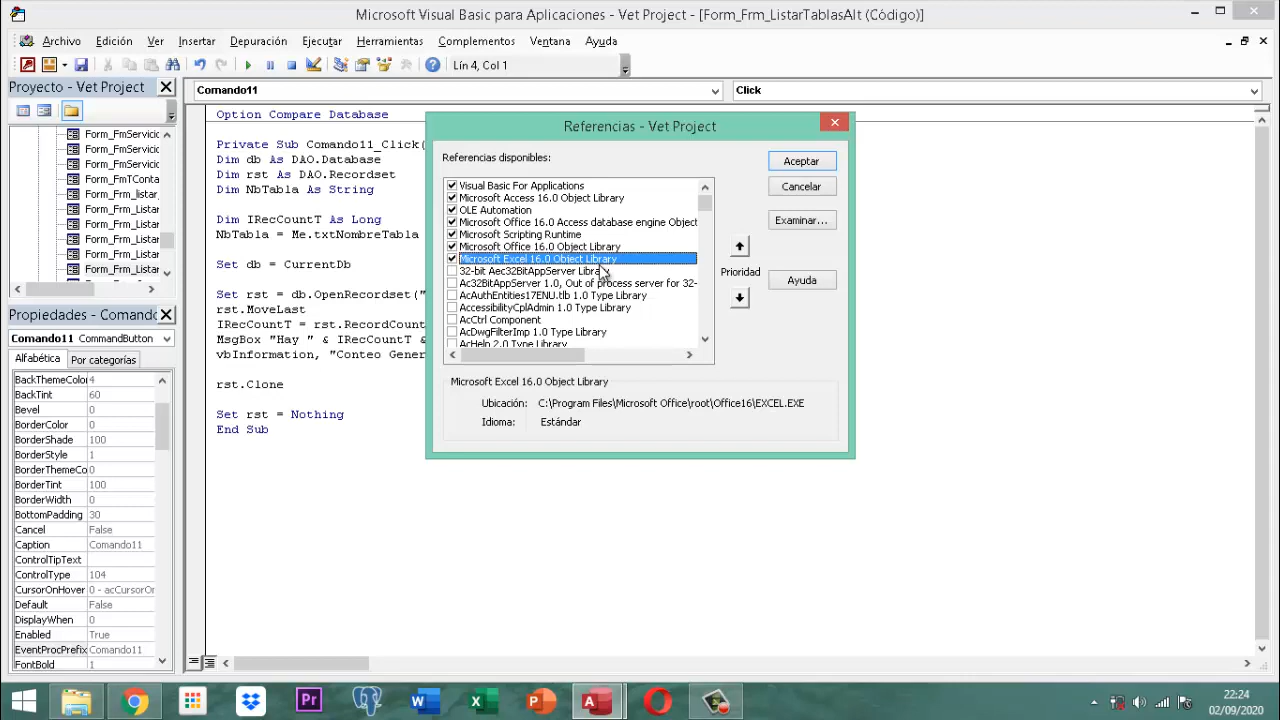 Microsoft Visual Basic para Aplicaciones - Vet Project - [Form_Frm_ListarTablasAlt (Código)]
Archivo Edición Ver Insertar Depuración Ejecutar Herramientas Complementos Ventana Ayuda
Lín 4, Col 1
Proyecto - Vet Project
Form_FmServicio
Form_FmServicio
Form_FmServicio
Form_FmTConta
Form_Frm_listar_
Form_Frm_Listar
Form_Frm_Listar
Form_Frm_Listar
Form_Frm_Listar
Form_Frm_Listar
Propiedades - Comando
Comando11 CommandButton
Alfabética Por categorías
BackThemeColor 4
BackTint 60
Bevel 0
BorderColor 0
BorderShade 100
BorderStyle 1
BorderThemeCo 0
BorderTint 100
BorderWidth 0
BottomPadding 30
Cancel False
Caption Comando11
ControlTipText
ControlType 104
CursorOnHover 0 - acCursorOn
Default False
DisplayWhen 0
Enabled True
EventProcPrefix Comando11
FontBold 1
Comando11 Click
Option Compare Database
Private Sub Comando11_Click(
Dim db As DAO.Database
Dim rst As DAO.Recordset
Dim NbTabla As String
Dim IRecCountT As Long
NbTabla = Me.txtNombreTabla
Set db = CurrentDb
Set rst = db.OpenRecordset("
rst.MoveLast
IRecCountT = rst.RecordCount
MsgBox "Hay " & IRecCountT &
vbInformation, "Conteo Gener
rst.Clone
Set rst = Nothing
End Sub
Referencias - Vet Project
Referencias disponibles:
Visual Basic For Applications
Microsoft Access 16.0 Object Library
OLE Automation
Microsoft Office 16.0 Access database engine Object
Microsoft Scripting Runtime
Microsoft Office 16.0 Object Library
Microsoft Excel 16.0 Object Library
32-bit Aec32BitAppServer Library
Ac32BitAppServer 1.0, Out of process server for 32-
AcAuthEntities17ENU.tlb 1.0 Type Library
AccessibilityCplAdmin 1.0 Type Library
AcCtrl Component
AcDwgFilterImp 1.0 Type Library
AcHelp 2.0 Type Library
Aceptar
Cancelar
Examinar...
Prioridad
Ayuda
Microsoft Excel 16.0 Object Library
Ubicación: C:\Program Files\Microsoft Office\root\Office16\EXCEL.EXE
Idioma: Estándar
Pr
W
X
P
A
22:24
02/09/2020